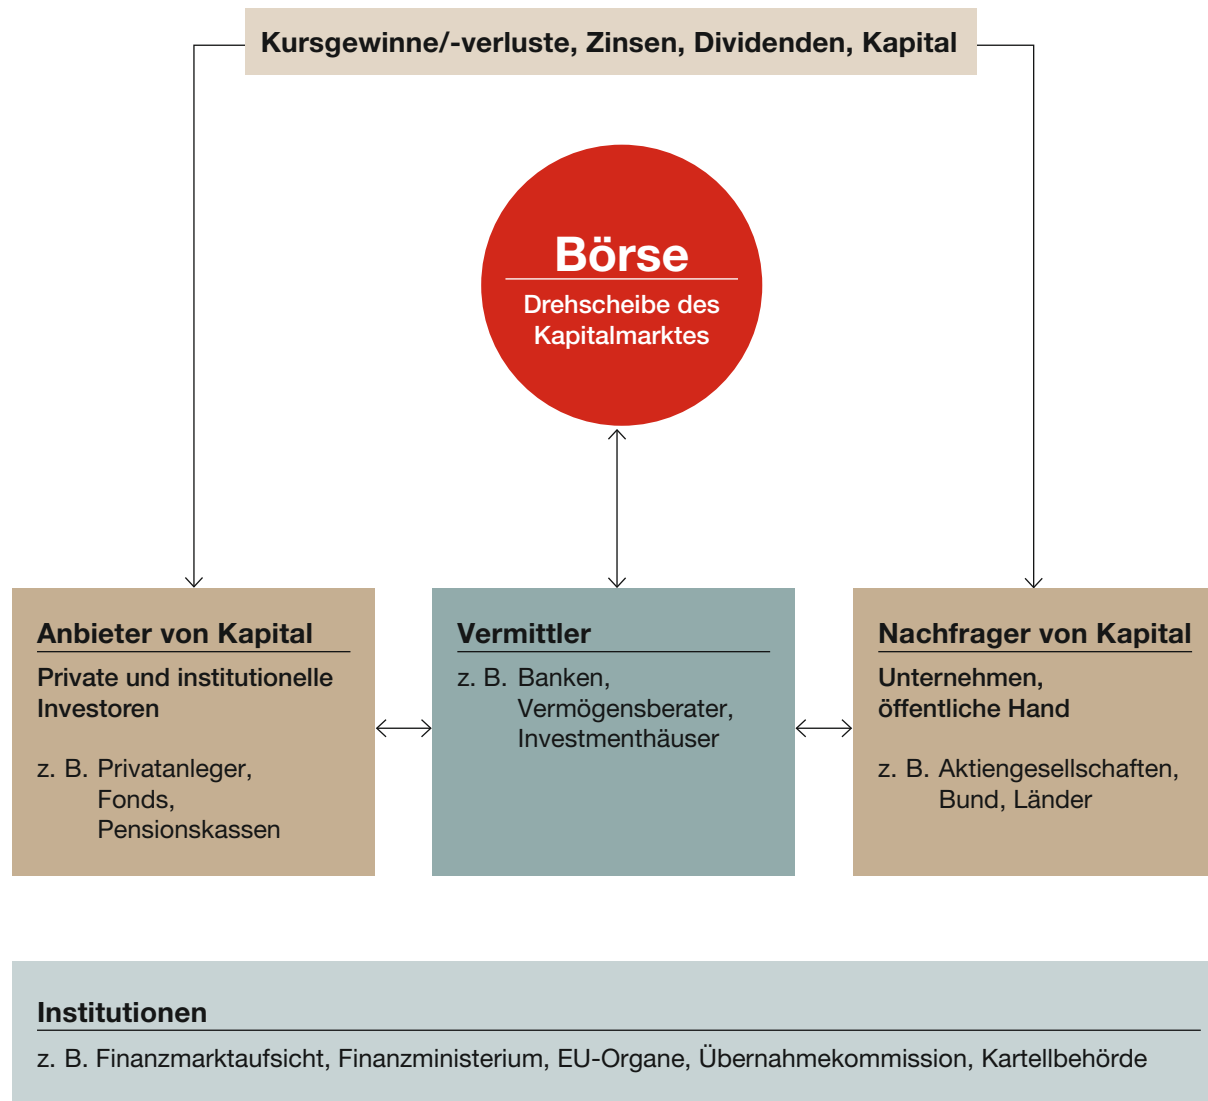 Kursgewinne/-verluste, Zinsen, Dividenden, Kapital
Börse
Drehscheibe des
Kapitalmarktes
Anbieter von Kapital
Private und institutionelle
Investoren
z. B. Privatanleger,
Fonds,
Pensionskassen
Vermittler
z. B. Banken,
Vermögensberater,
Investmenthäuser
Nachfrager von Kapital
Unternehmen,
öffentliche Hand
z. B. Aktiengesellschaften,
Bund, Länder
Institutionen
z. B. Finanzmarktaufsicht, Finanzministerium, EU-Organe, Übernahmekommission, Kartellbehörde